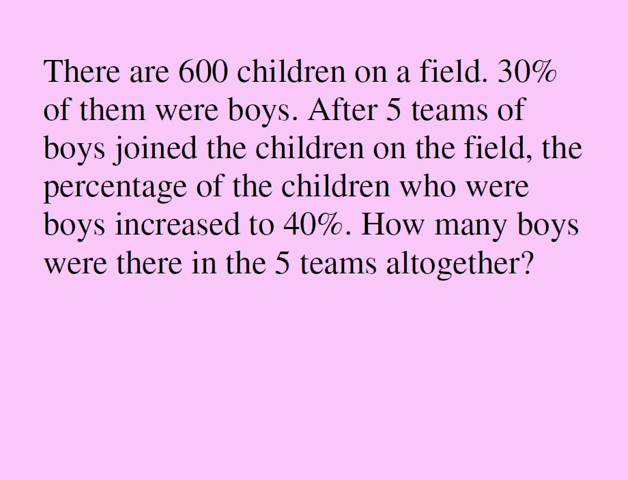 There are 600 children on a field. 30%
of them were boys. After 5 teams of
boys joined the children on the field, the
percentage of the children who were
boys increased to 40%. How many boys
were there in the 5 teams altogether?